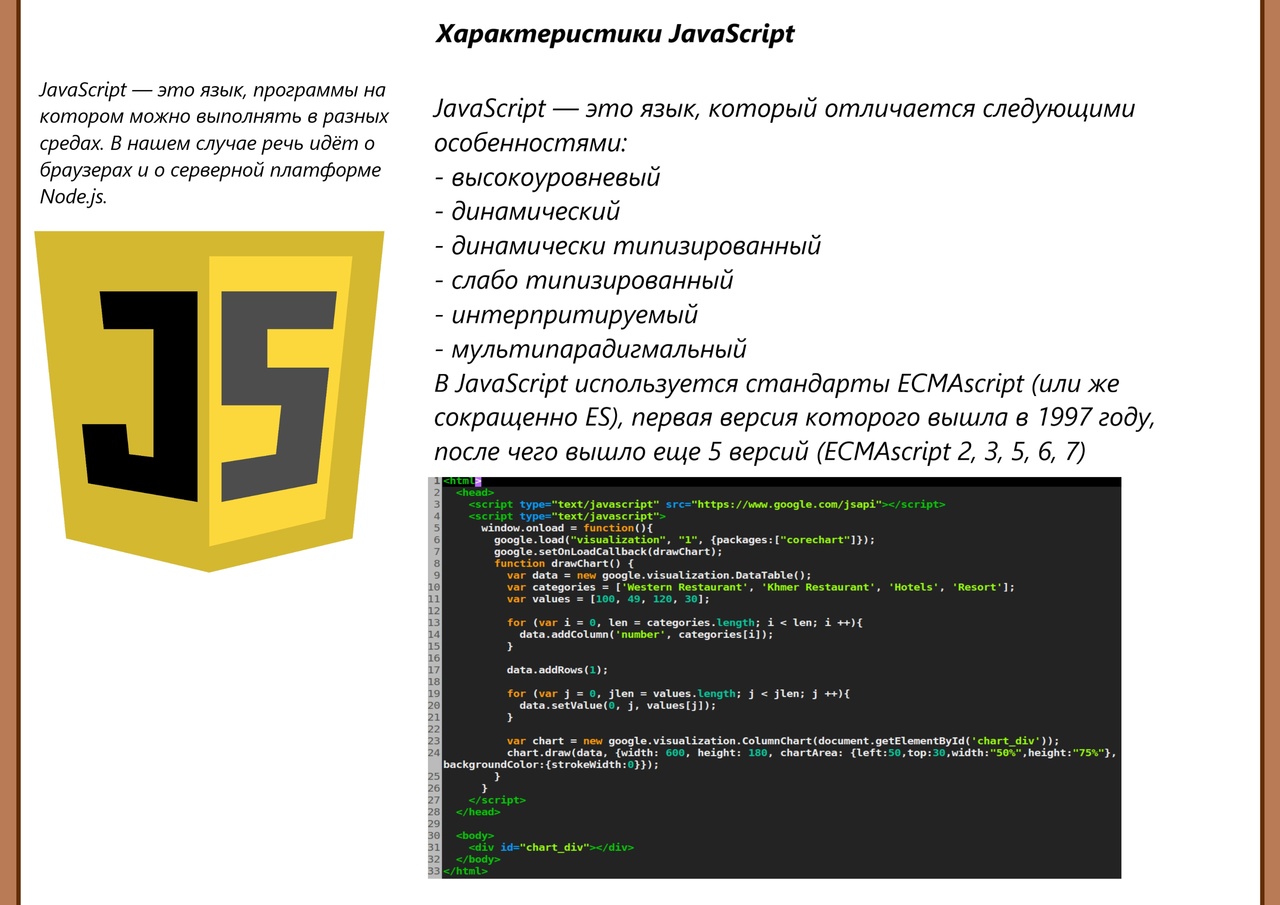 Характеристики JavaScript
JavaScript — это язык, программы на
котором можно выполнять в разных
средах. В нашем случае речь идёт о
браузерах и о серверной платформе
Node.js.
JS
JavaScript — это язык, который отличается следующими
особенностями:
- высокоуровневый
- динамический
- динамически типизированный
- слабо типизированный
- интерпритируемый
- мультипарадигмальный
В JavaScript используется стандарты ECMAscript (или же
сокращенно ES), первая версия которого вышла в 1997 году,
после чего вышло еще 5 версий (ECMAscript 2, 3, 5, 6, 7)
1 <html>
2   <head>
3     <script type="text/javascript" src="https://www.google.com/jsapi"></script>
4     <script type="text/javascript">
5       window.onload = function(){
6         google.load("visualization", "1", {packages:["corechart"]});
7         google.setOnLoadCallback(drawChart);
8         function drawChart() {
9           var data = new google.visualization.DataTable();
10           var categories = ['Western Restaurant', 'Khmer Restaurant', 'Hotels', 'Resort'];
11           var values = [100, 49, 120, 30];
12
13           for (var i = 0, len = categories.length; i < len; i ++){
14             data.addColumn('number', categories[i]);
15           }
16
17           data.addRows(1);
18
19           for (var j = 0, jlen = values.length; j < jlen; j ++){
20             data.setValue(0, j, values[j]);
21           }
22
23           var chart = new google.visualization.ColumnChart(document.getElementById('chart_div'));
24           chart.draw(data, {width: 600, height: 180, chartArea: {left:50,top:30,width:"50%",height:"75%"},
backgroundColor:{strokeWidth:0}});
25         }
26       }
27     </script>
28   </head>
29
30   <body>
31     <div id="chart_div"></div>
32   </body>
33 </html>